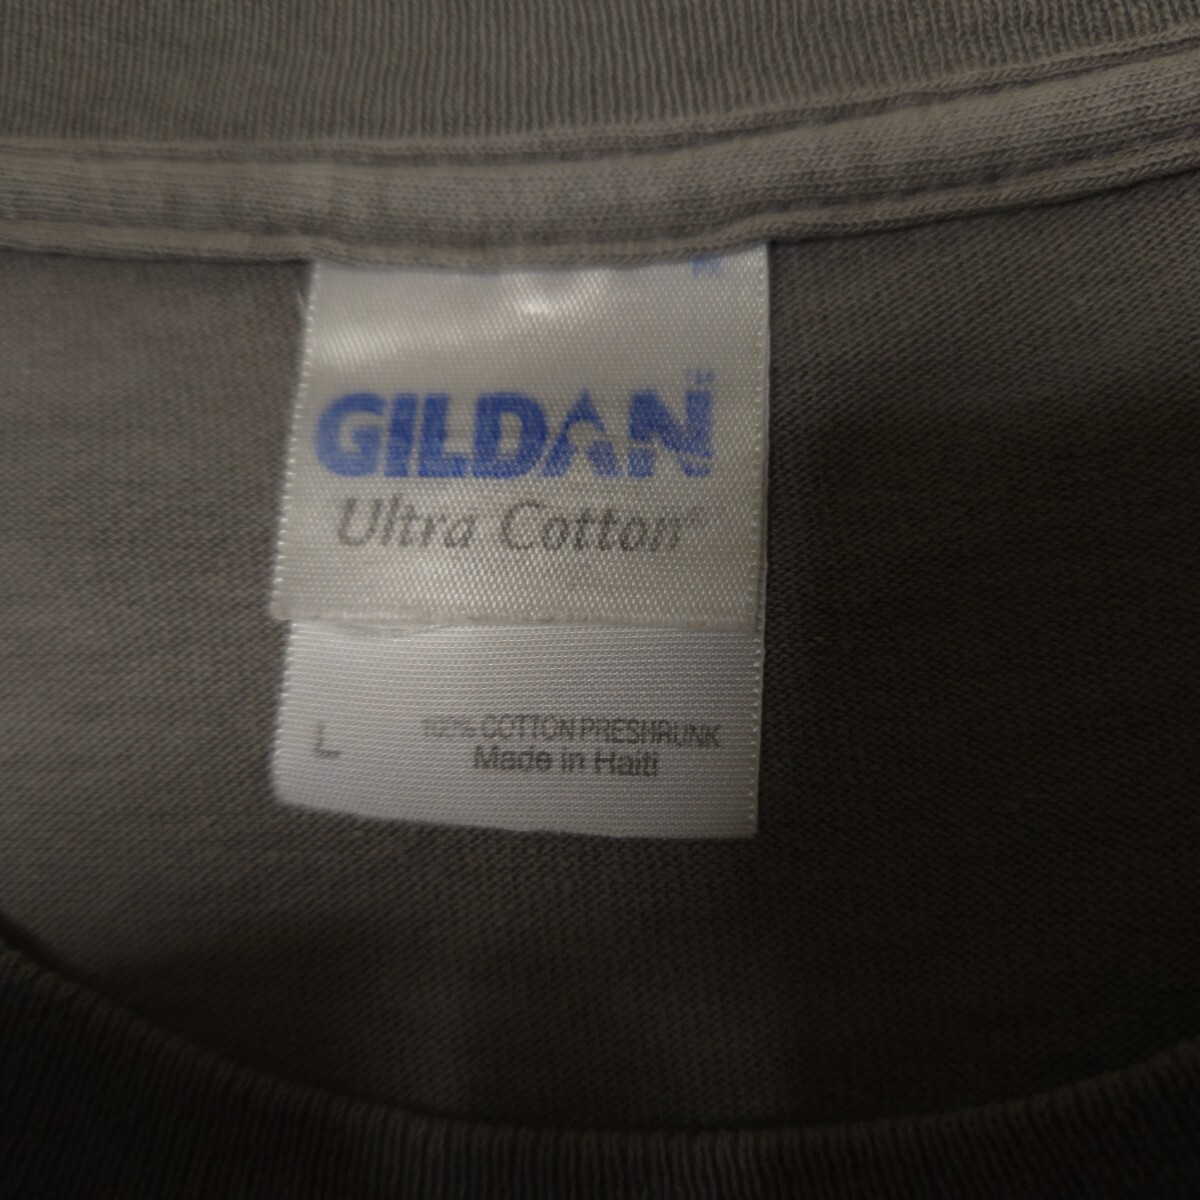 GILDAN
Ultra Cotton®
L 100% COTTON PRESHRUNK
Made in Haiti